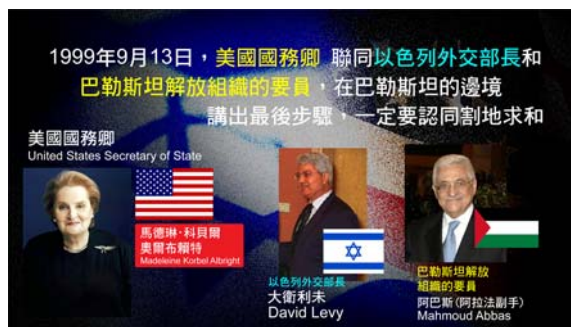 1999年9月13日，美國國務卿 聯同以色列外交部長和
巴勒斯坦解放組織的要員，在巴勒斯坦的邊境
講出最後步驟，一定要認同割地求和
美國國務卿
United States Secretary of State
馬德琳·科貝爾
奧爾布賴特
Madeleine Korbel Albright
以色列外交部長
大衛利未
David Levy
巴勒斯坦解放
組織的要員
阿巴斯(阿拉法副手)
Mahmoud Abbas